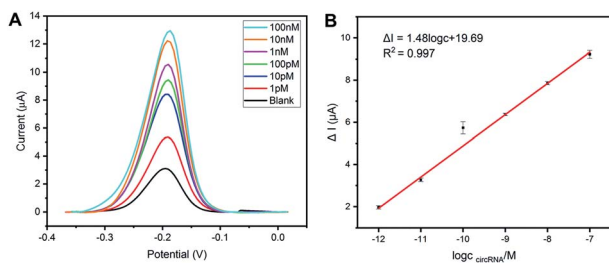 A
14
12
10
8
6
4
2
0
Current (µA)
-0.4
-0.3
-0.2
-0.1
0.0
Potential (V)
100nM
10nM
1nM
100pM
10pM
1pM
Blank
B
ΔI =1.48logc+19.69
R² = 0.997
10
8
6
4
2
Δ I (µA)
-12
-11
-10
-9
-8
-7
logc circRNA/M